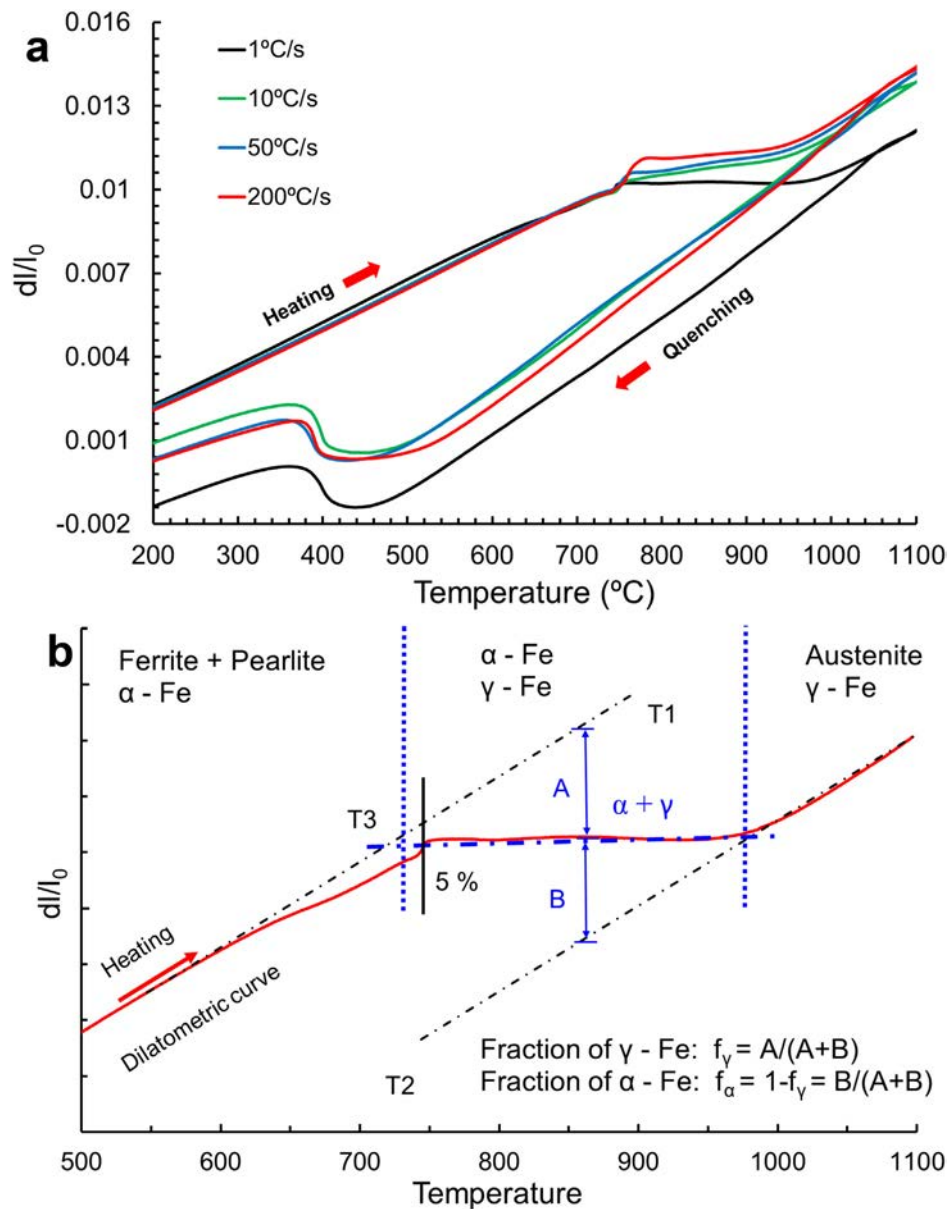 a
0.016
0.013
0.01
0.007
0.004
0.001
-0.002
dl/l₀
1ºC/s
10ºC/s
50ºC/s
200ºC/s
Heating
Quenching
200 300 400 500 600 700 800 900 1000 1100
Temperature (ºC)
b
Ferrite + Pearlite
α - Fe
α - Fe
γ - Fe
Austenite
γ - Fe
T1
A
α + γ
T3
B
5 %
dl/l₀
Heating
Dilatometric curve
T2
Fraction of γ - Fe: fγ = A/(A+B)
Fraction of α - Fe: fα = 1-fγ = B/(A+B)
500 600 700 800 900 1000 1100
Temperature